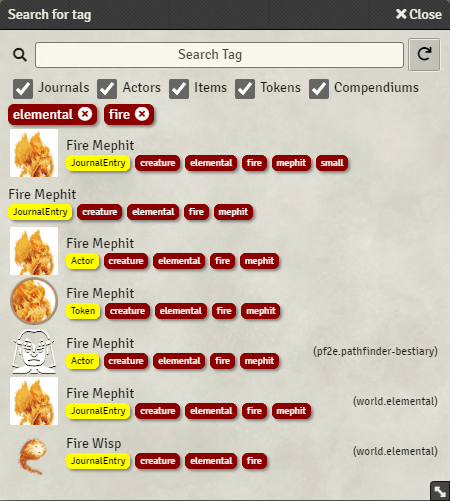 Search for tag
Close
Search Tag
Journals Actors Items Tokens Compendiums
elemental fire
Fire Mephit
JournalEntry creature elemental fire mephit small
Fire Mephit
JournalEntry creature elemental fire mephit
Fire Mephit
Actor creature elemental fire mephit
Fire Mephit
Token creature elemental fire mephit
Fire Mephit
(pf2e.pathfinder-bestiary)
Actor creature elemental fire mephit
Fire Mephit
(world.elemental)
JournalEntry creature elemental fire mephit
Fire Wisp
(world.elemental)
JournalEntry creature elemental fire